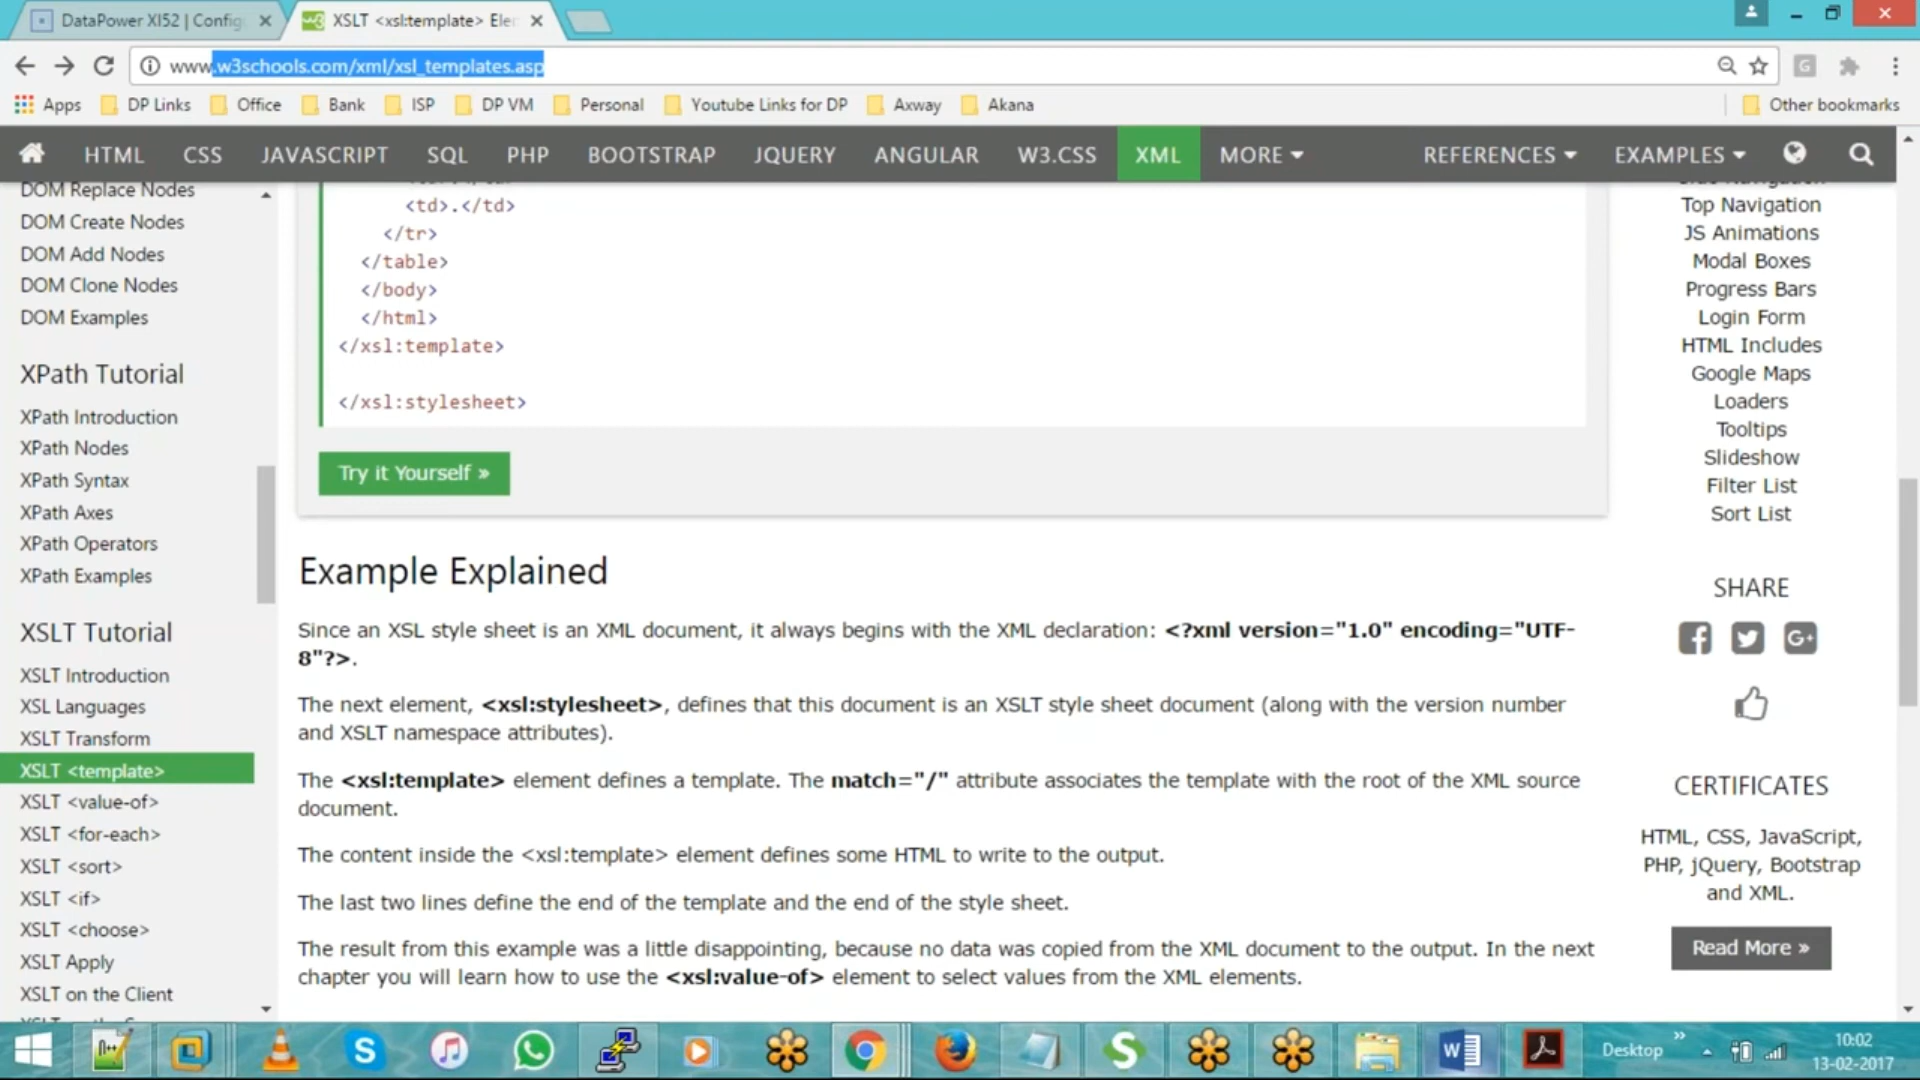 DataPower XI52 | Config
XSLT <xsl:template> Ele
www.w3schools.com/xml/xsl_templates.asp
Apps DP Links Office Bank ISP DP VM Personal Youtube Links for DP Axway Akana Other bookmarks
HTML CSS JAVASCRIPT SQL PHP BOOTSTRAP JQUERY ANGULAR W3.CSS XML MORE REFERENCES EXAMPLES
DOM Replace Nodes
DOM Create Nodes
DOM Add Nodes
DOM Clone Nodes
DOM Examples
XPath Tutorial
XPath Introduction
XPath Nodes
XPath Syntax
XPath Axes
XPath Operators
XPath Examples
XSLT Tutorial
XSLT Introduction
XSL Languages
XSLT Transform
XSLT <template>
XSLT <value-of>
XSLT <for-each>
XSLT <sort>
XSLT <if>
XSLT <choose>
XSLT Apply
XSLT on the Client
<td>.</td>
</tr>
</table>
</body>
</html>
</xsl:template>
</xsl:stylesheet>
Try it Yourself »
Example Explained
Since an XSL style sheet is an XML document, it always begins with the XML declaration: <?xml version="1.0" encoding="UTF-
8"?>.
The next element, <xsl:stylesheet>, defines that this document is an XSLT style sheet document (along with the version number
and XSLT namespace attributes).
The <xsl:template> element defines a template. The match="/" attribute associates the template with the root of the XML source
document.
The content inside the <xsl:template> element defines some HTML to write to the output.
The last two lines define the end of the template and the end of the style sheet.
The result from this example was a little disappointing, because no data was copied from the XML document to the output. In the next
chapter you will learn how to use the <xsl:value-of> element to select values from the XML elements.
Top Navigation
JS Animations
Modal Boxes
Progress Bars
Login Form
HTML Includes
Google Maps
Loaders
Tooltips
Slideshow
Filter List
Sort List
SHARE
CERTIFICATES
HTML, CSS, JavaScript,
PHP, jQuery, Bootstrap
and XML.
Read More »
Desktop
10:02
13-02-2017